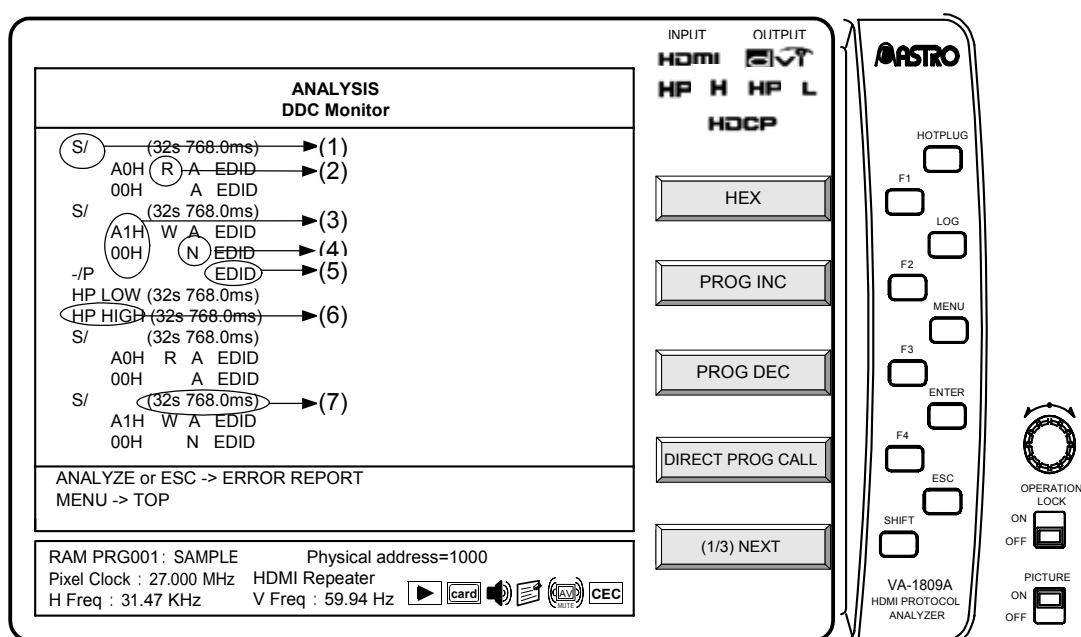 ANALYSIS
DDC Monitor
S/ (32s 768.0ms) (1)
A0H R A EDID (2)
00H A EDID
S/ (32s 768.0ms) (3)
A1H W A EDID
00H N EDID (4)
-/P EDID (5)
HP LOW (32s 768.0ms)
HP HIGH (32s 768.0ms) (6)
S/ (32s 768.0ms)
A0H R A EDID
00H A EDID
S/ (32s 768.0ms) (7)
A1H W A EDID
00H N EDID
ANALYZE or ESC -> ERROR REPORT
MENU -> TOP
RAM PRG001 : SAMPLE Physical address=1000
Pixel Clock : 27.000 MHz HDMI Repeater
H Freq : 31.47 KHz V Freq : 59.94 Hz card AV MUTE CEC
INPUT OUTPUT
HDMI DVI
HP H HP L
HDCP
HEX
PROG INC
PROG DEC
DIRECT PROG CALL
(1/3) NEXT
ASTRO
HOTPLUG
F1
LOG
F2
MENU
F3
ENTER
F4
ESC
SHIFT
VA-1809A
HDMI PROTOCOL
ANALYZER
OPERATION
LOCK
ON
OFF
PICTURE
ON
OFF